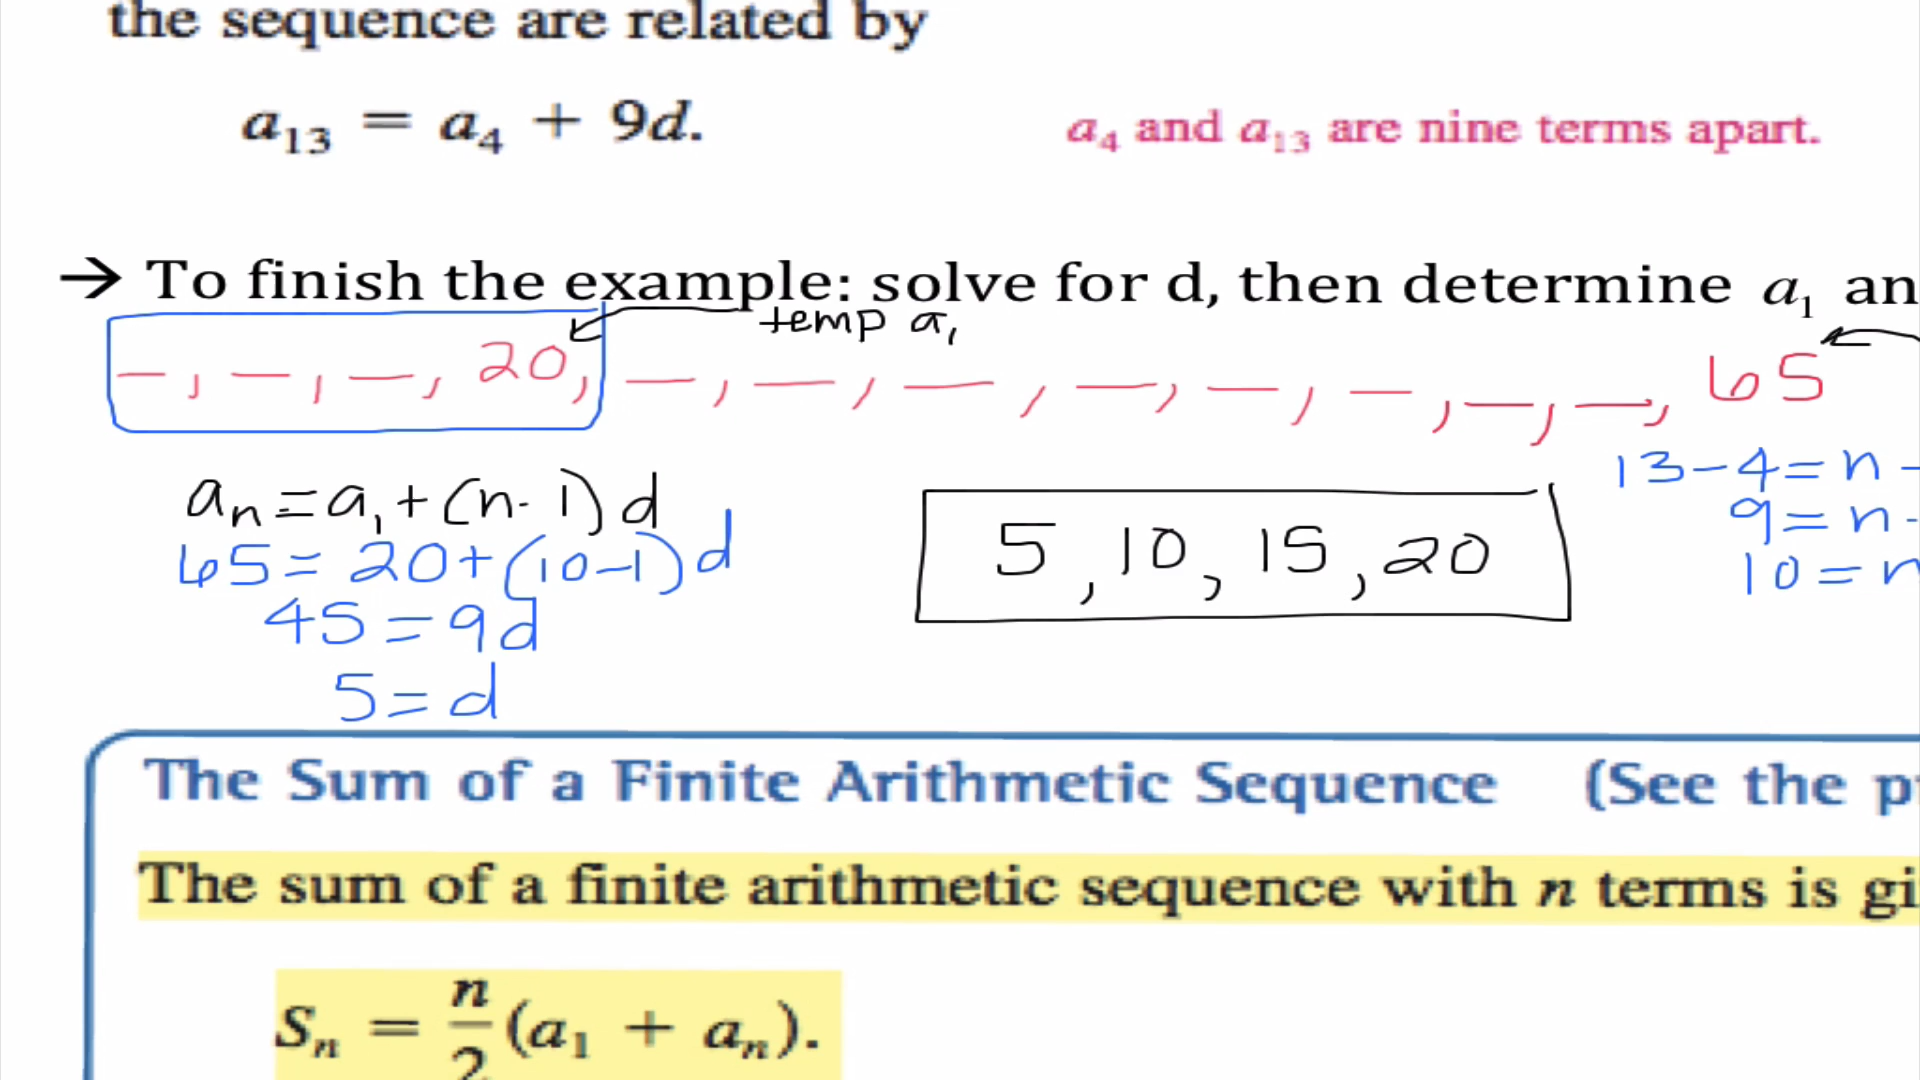 the sequence are related by
a₁₃ = a₄ + 9d.
a₄ and a₁₃ are nine terms apart.
→ To finish the example: solve for d, then determine a₁ an
temp a₁
_, _, _, 20, _, _, _, _, _, _, _, _, 65
aₙ = a₁ + (n - 1) d
65 = 20 + (10 - 1) d
45 = 9d
5 = d
5, 10, 15, 20
13 - 4 = n -
9 = n -
10 = n
The Sum of a Finite Arithmetic Sequence (See the p
The sum of a finite arithmetic sequence with n terms is gi
Sₙ = n/2 (a₁ + aₙ).